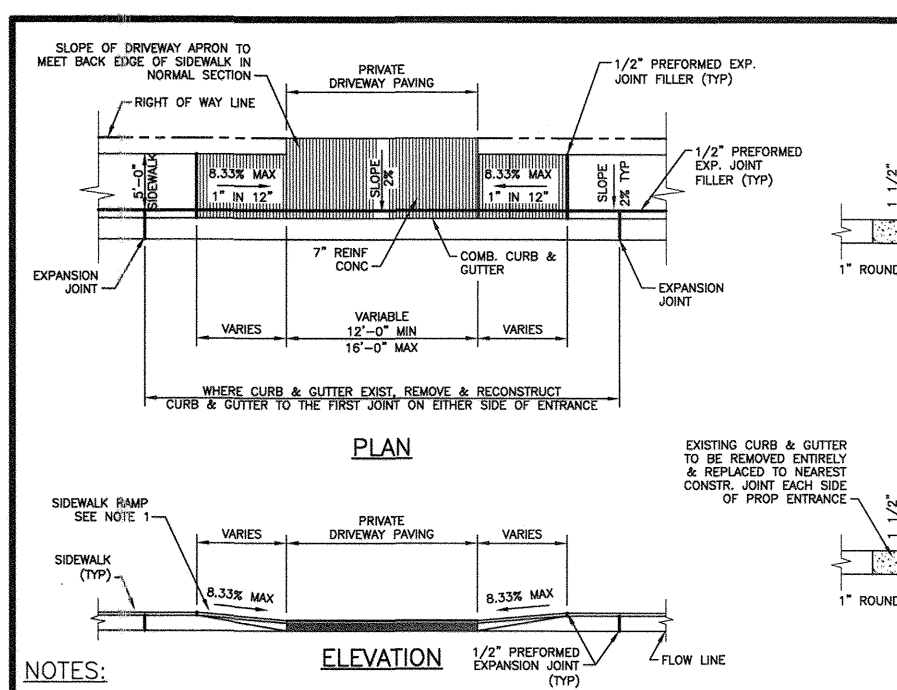 SLOPE OF DRIVEWAY APRON TO
MEET BACK EDGE OF SIDEWALK IN
NORMAL SECTION
RIGHT OF WAY LINE
PRIVATE
DRIVEWAY PAVING
1/2" PREFORMED EXP.
JOINT FILLER (TYP)
1/2" PREFORMED
EXP. JOINT
FILLER (TYP)
5'-0"
SIDEWALK
8.33% MAX
1" IN 12"
SLOPE
2%
8.33% MAX
1" IN 12"
SLOPE
2% TYP
1 1/2"
1" ROUND
EXPANSION
JOINT
7" REINF
CONC
COMB. CURB &
GUTTER
EXPANSION
JOINT
VARIES
VARIABLE
12'-0" MIN
16'-0" MAX
VARIES
WHERE CURB & GUTTER EXIST, REMOVE & RECONSTRUCT
CURB & GUTTER TO THE FIRST JOINT ON EITHER SIDE OF ENTRANCE
PLAN
EXISTING CURB & GUTTER
TO BE REMOVED ENTIRELY
& REPLACED TO NEAREST
CONSTR. JOINT EACH SIDE
OF PROP ENTRANCE
1 1/2"
1" ROUND
SIDEWALK RAMP
SEE NOTE 1
SIDEWALK
(TYP)
VARIES
PRIVATE
DRIVEWAY PAVING
VARIES
8.33% MAX
8.33% MAX
ELEVATION
1/2" PREFORMED
EXPANSION JOINT
(TYP)
FLOW LINE
NOTES: